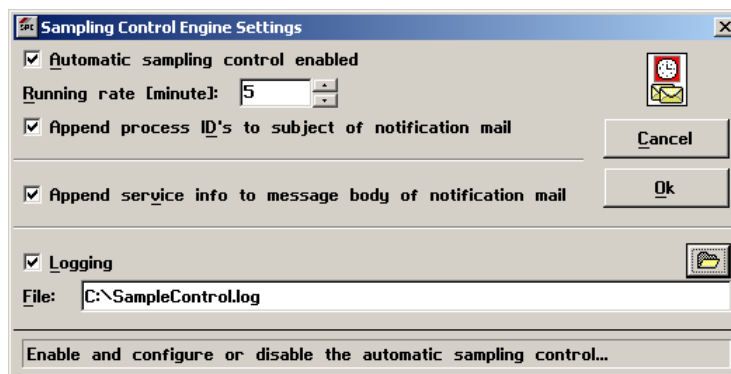 SPC Sampling Control Engine Settings
Automatic sampling control enabled
Running rate [minute]: 5
Append process ID's to subject of notification mail
Cancel
Append service info to message body of notification mail
Ok
Logging
File: C:\SampleControl.log
Enable and configure or disable the automatic sampling control...